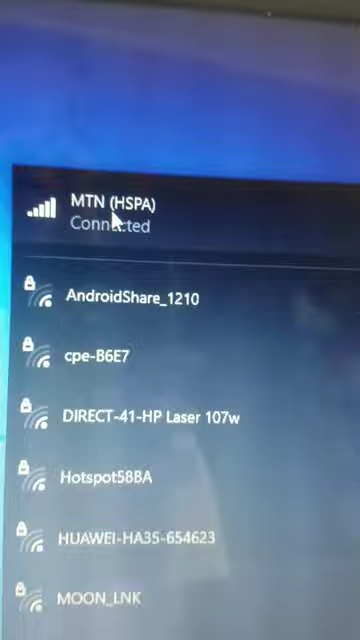 MTN (HSPA)
Connected
AndroidShare_1210
cpe-B6E7
DIRECT-41-HP Laser 107w
Hotspot58BA
HUAWEI-HA35-654623
MOON_LNK